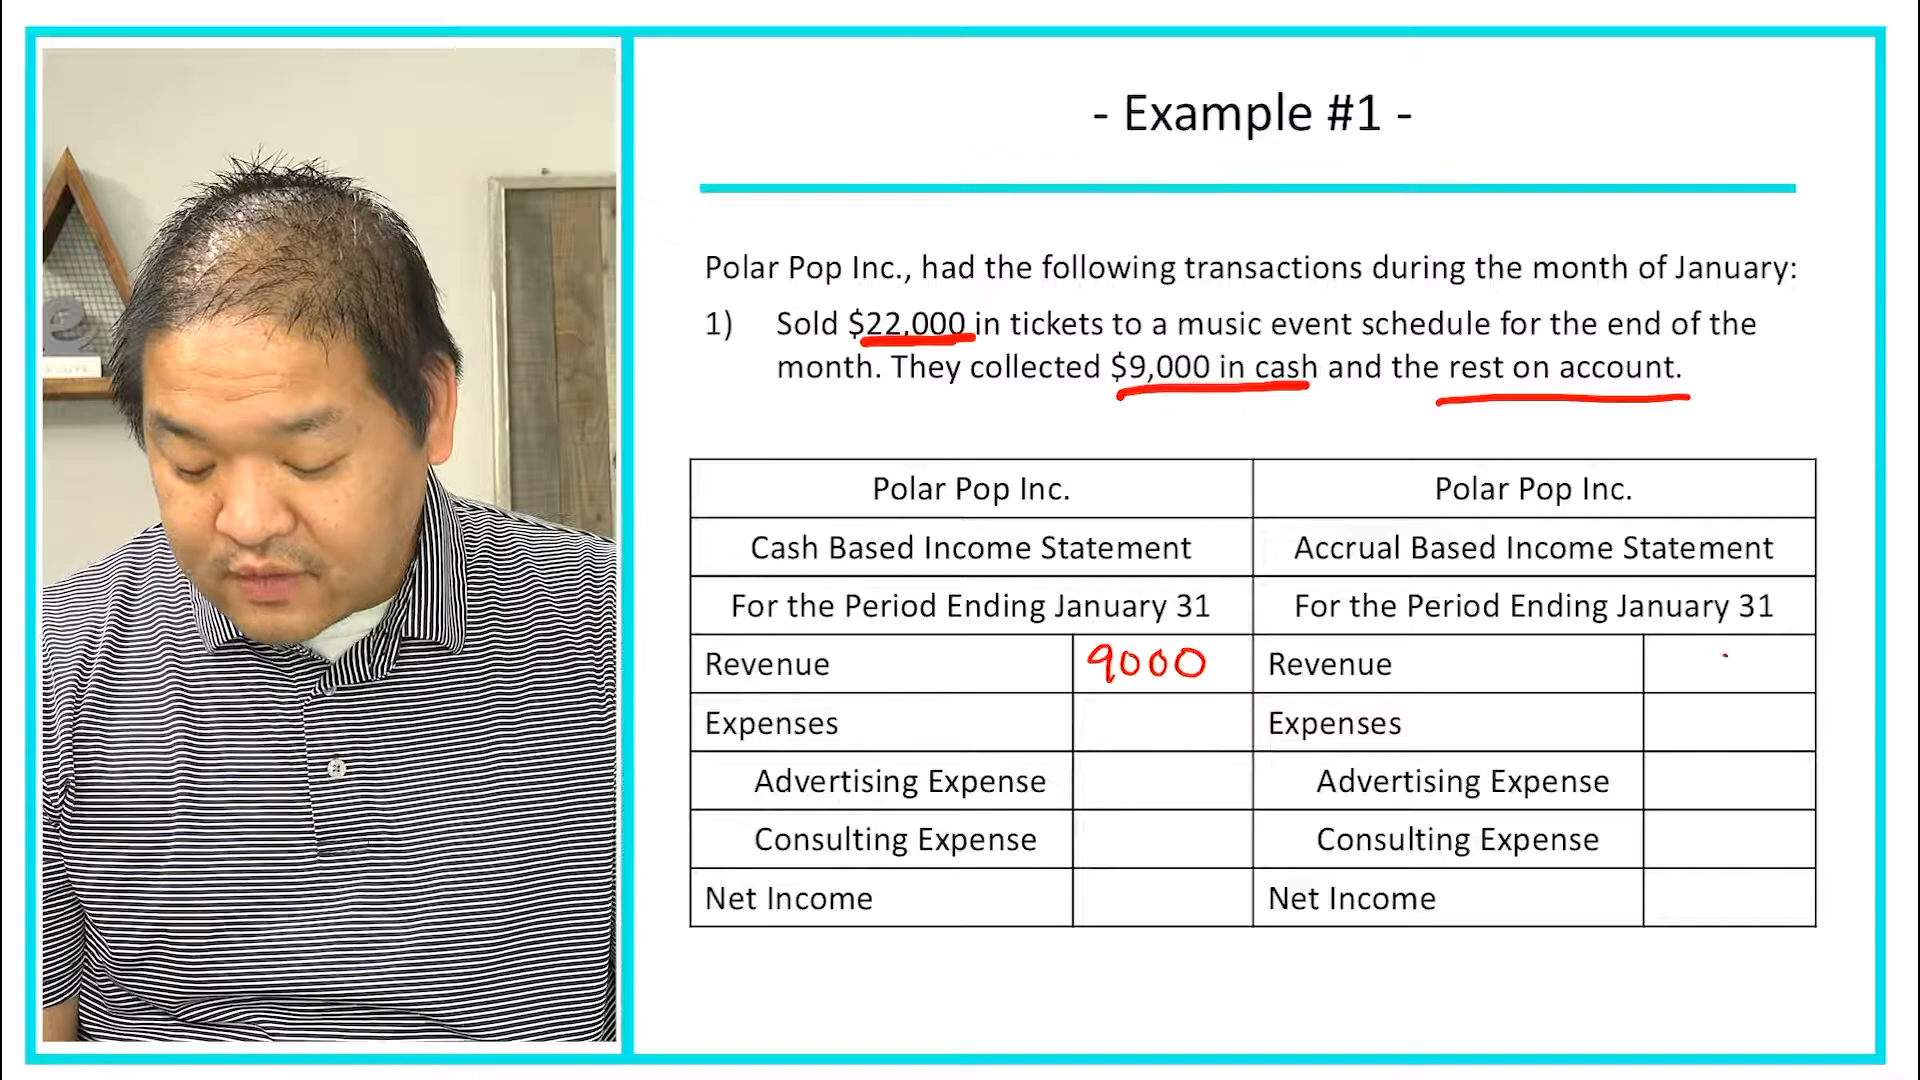 - Example #1 -
Polar Pop Inc., had the following transactions during the month of January:
1) Sold $22,000 in tickets to a music event schedule for the end of the
month. They collected $9,000 in cash and the rest on account.
Polar Pop Inc. Polar Pop Inc.
Cash Based Income Statement Accrual Based Income Statement
For the Period Ending January 31 For the Period Ending January 31
Revenue 9000 Revenue
Expenses Expenses
Advertising Expense Advertising Expense
Consulting Expense Consulting Expense
Net Income Net Income